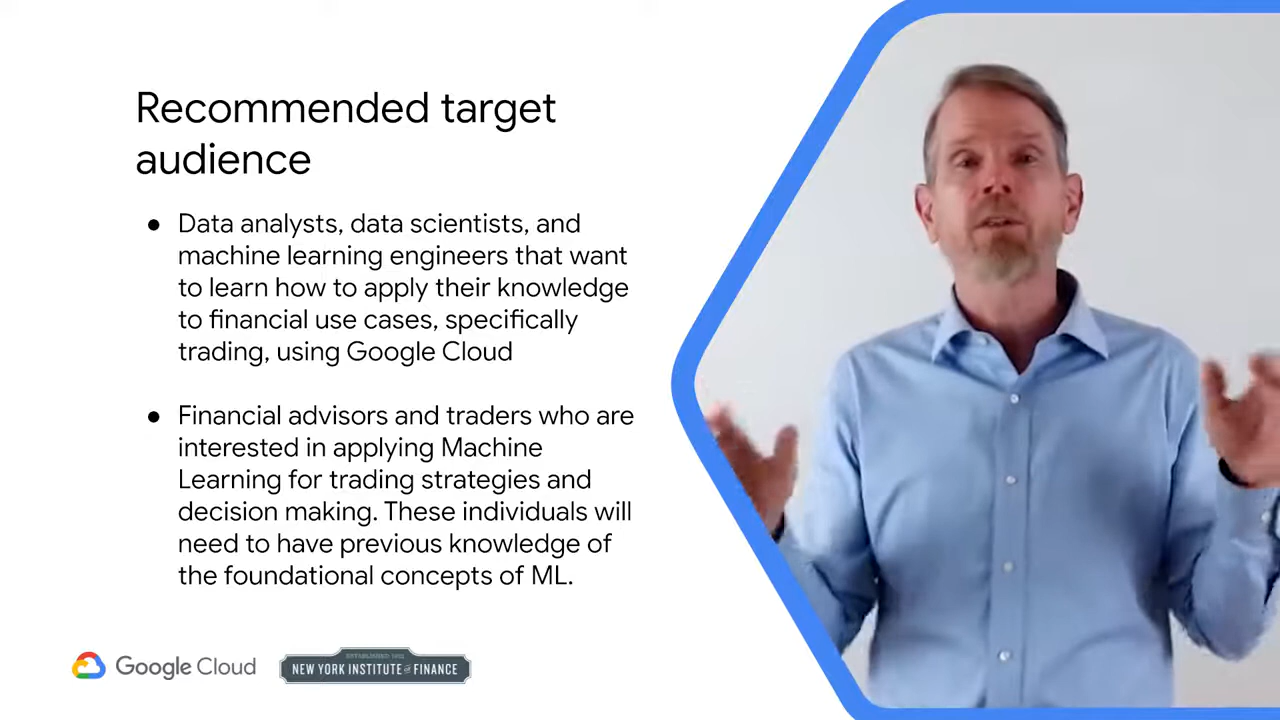 Recommended target
audience
● Data analysts, data scientists, and
machine learning engineers that want
to learn how to apply their knowledge
to financial use cases, specifically
trading, using Google Cloud
● Financial advisors and traders who are
interested in applying Machine
Learning for trading strategies and
decision making. These individuals will
need to have previous knowledge of
the foundational concepts of ML.
Google Cloud
ESTABLISHED 1922
NEW YORK INSTITUTE OF FINANCE